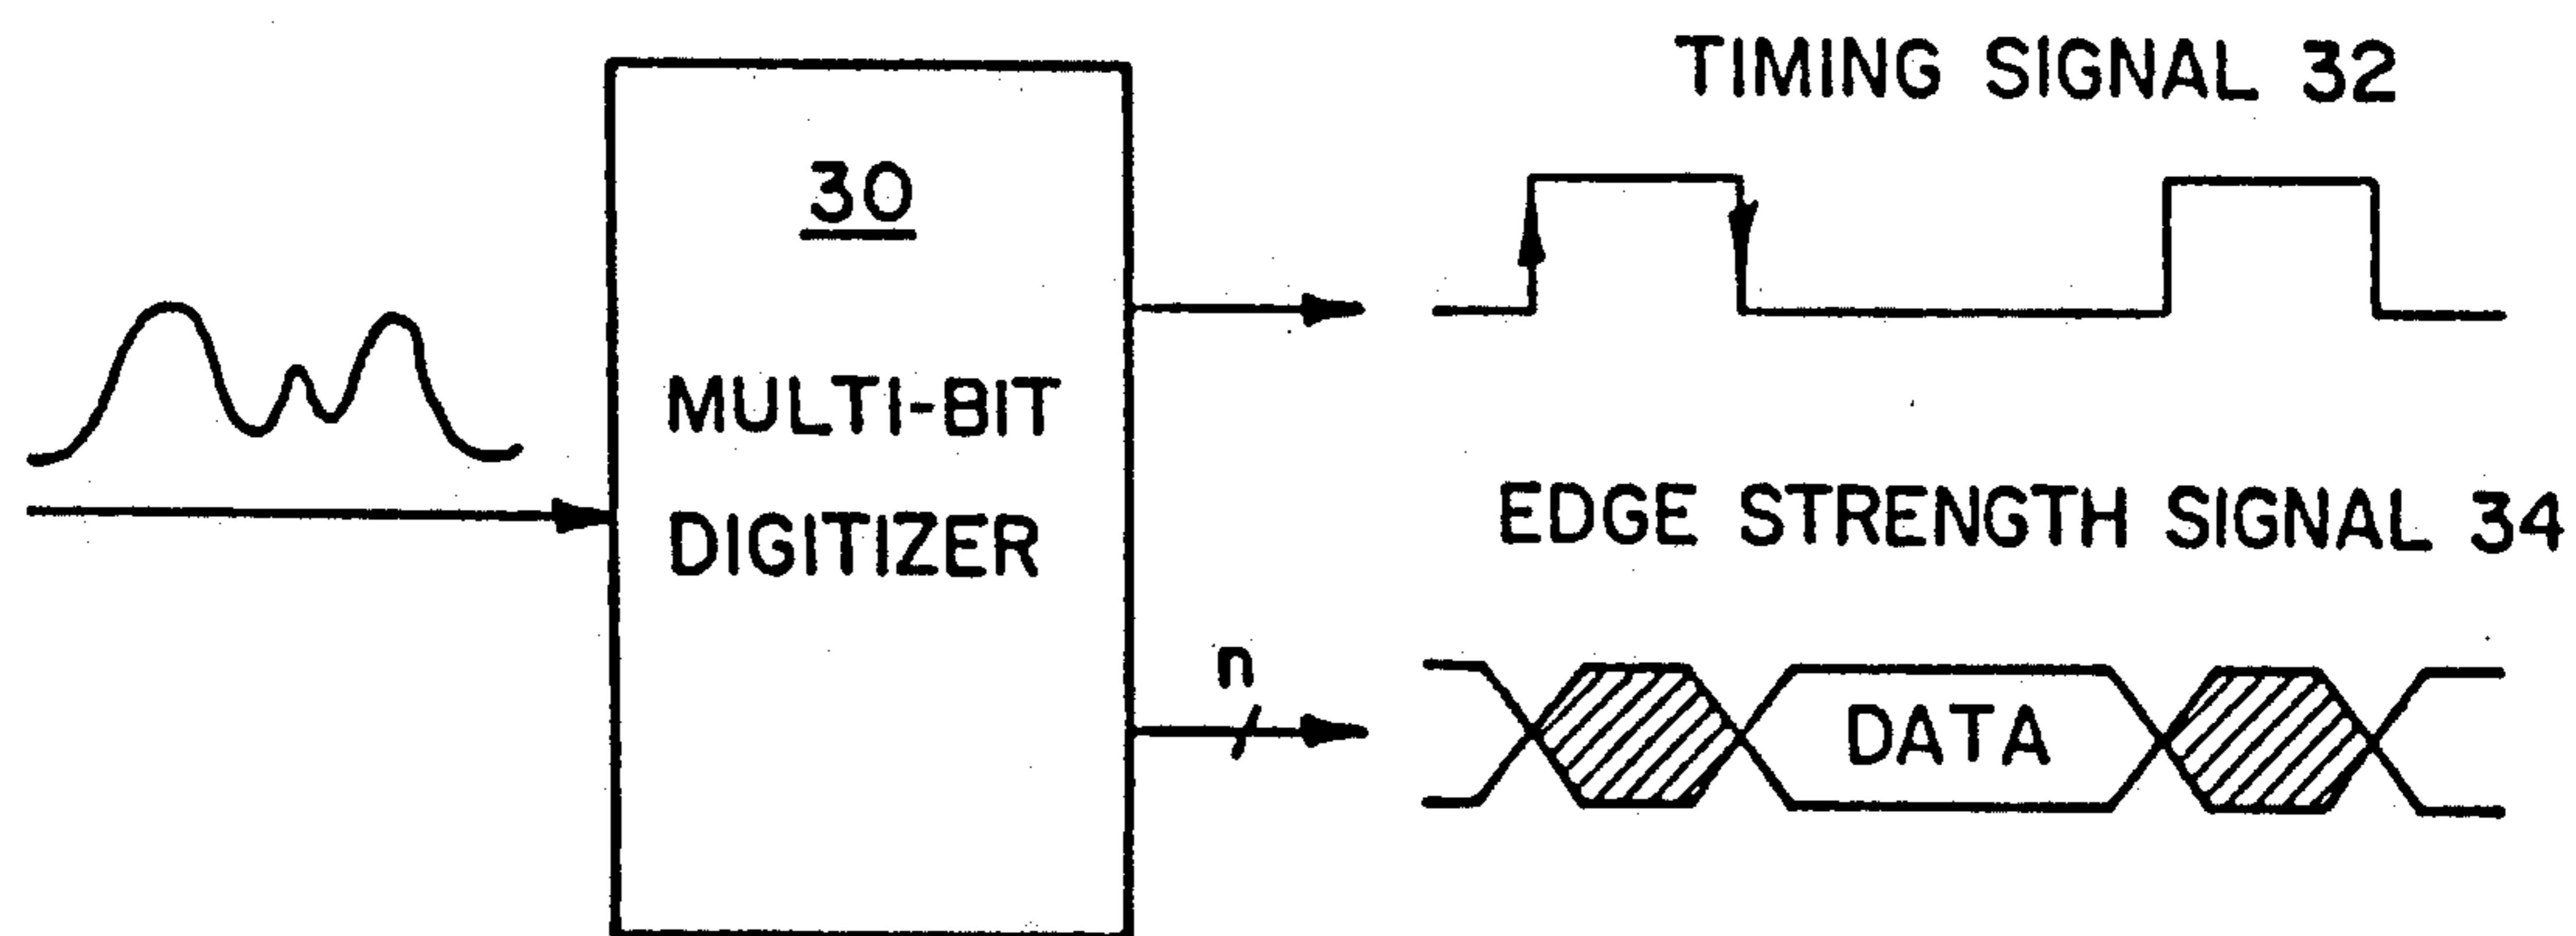 TIMING SIGNAL 32
30
MULTI-BIT
DIGITIZER
EDGE STRENGTH SIGNAL 34
n
DATA